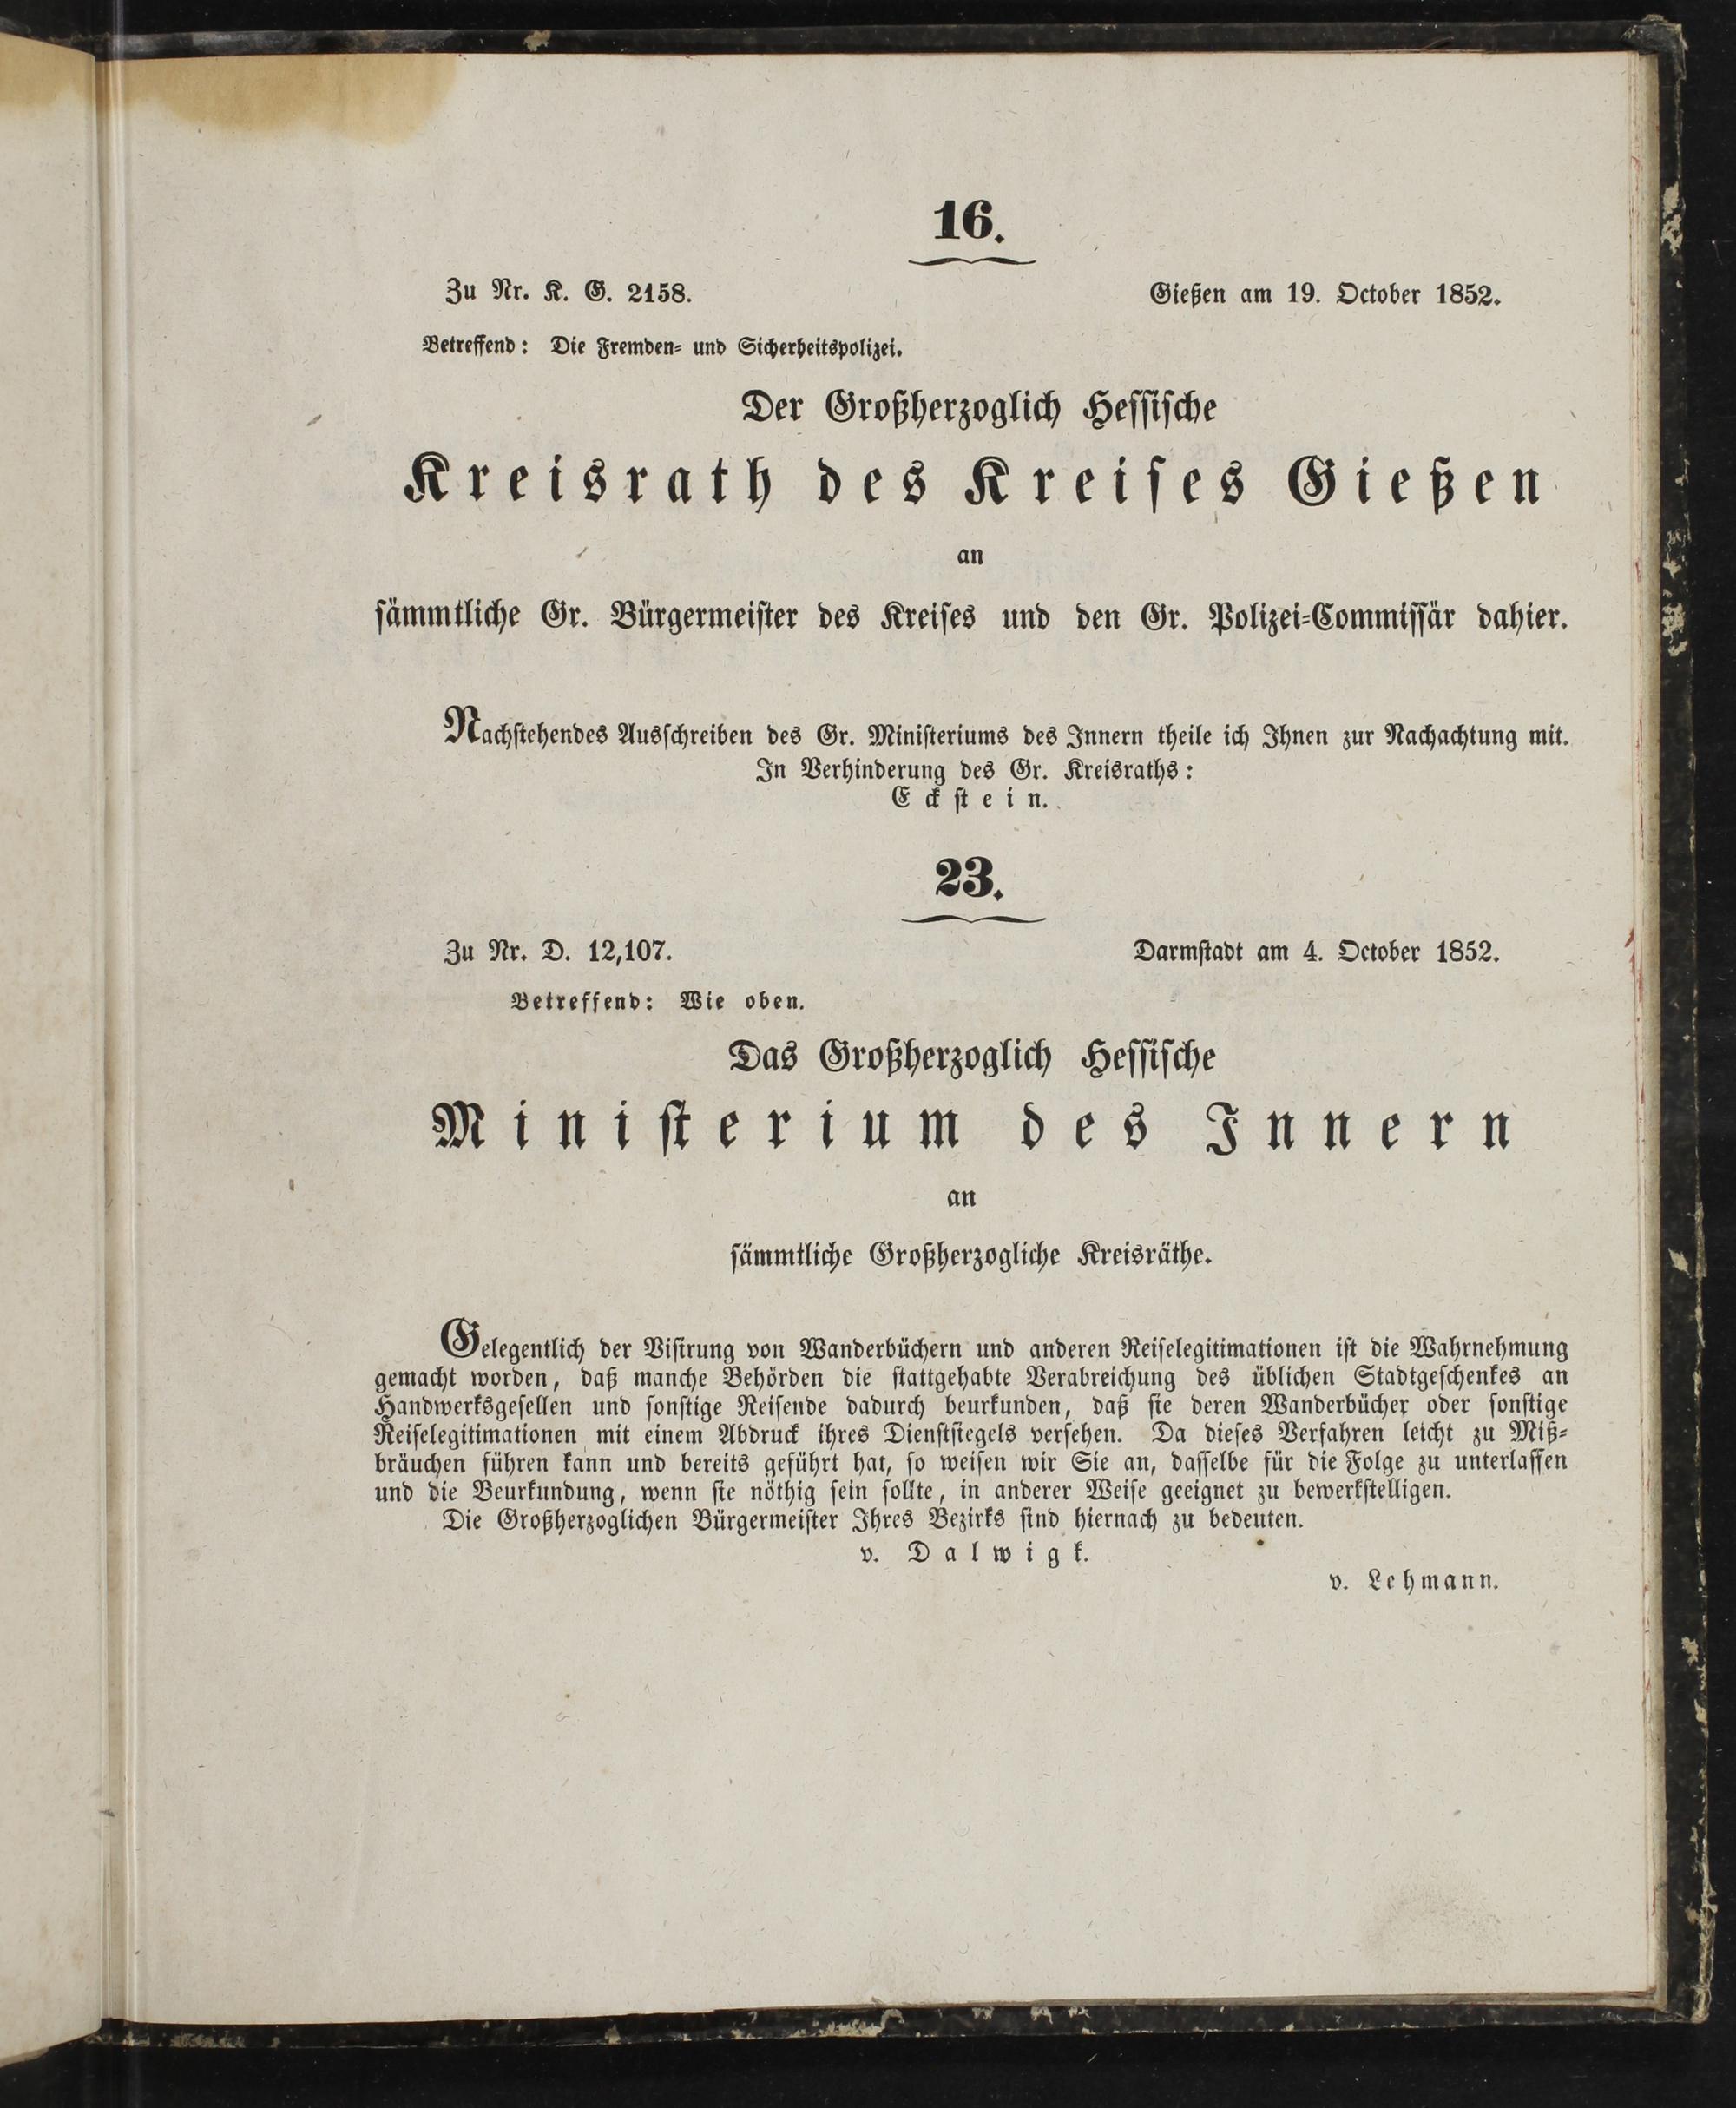 16.
Zu Nr. K. G. 2158. Gießen am 19. October 1852.
Betreffend: Die Fremden- und Sicherheitspolizei.
Der Großherzoglich Hessische
Kreisrath des Kreises Gießen
an
sämmtliche Gr. Bürgermeister des Kreises und den Gr. Polizei-Commissär dahier.
Nachstehendes Ausschreiben des Gr. Ministeriums des Innern theile ich Ihnen zur Nachachtung mit.
In Verhinderung des Gr. Kreisraths:
Eckstein.
23.
Zu Nr. D. 12,107. Darmstadt am 4. October 1852.
Betreffend: Wie oben.
Das Großherzoglich Hessische
Ministerium des Innern
an
sämmtliche Großherzogliche Kreisräthe.
Gelegentlich der Visirung von Wanderbüchern und anderen Reiselegitimationen ist die Wahrnehmung
gemacht worden, daß manche Behörden die stattgehabte Verabreichung des üblichen Stadtgeschenkes an
Handwerksgesellen und sonstige Reisende dadurch beurkunden, daß sie deren Wanderbücher oder sonstige
Reiselegitimationen mit einem Abdruck ihres Dienstsiegels versehen. Da dieses Verfahren leicht zu Miß-
bräuchen führen kann und bereits geführt hat, so weisen wir Sie an, dasselbe für die Folge zu unterlassen
und die Beurkundung, wenn sie nöthig sein sollte, in anderer Weise geeignet zu bewerkstelligen.
Die Großherzoglichen Bürgermeister Ihres Bezirks sind hiernach zu bedeuten.
v. Dalwigk.
v. Lehmann.